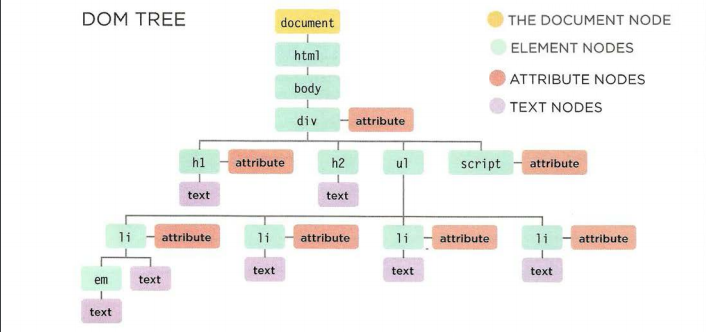 DOM TREE
document
THE DOCUMENT NODE
html
ELEMENT NODES
body
ATTRIBUTE NODES
div attribute
TEXT NODES
h1 attribute h2 ul script attribute
text text
li attribute li attribute li attribute li attribute
em text text text text
text